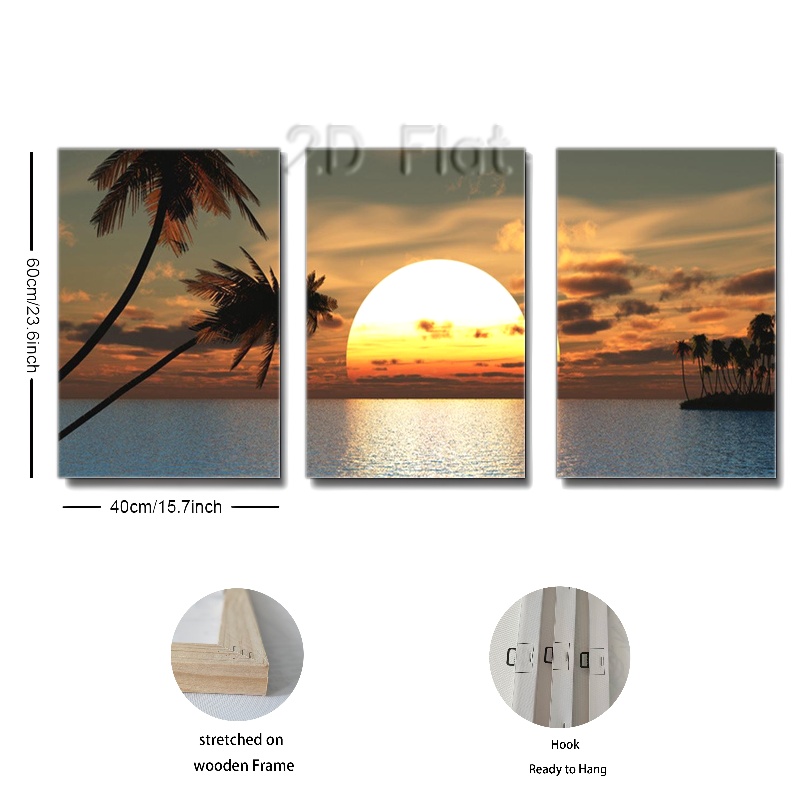 2D Flat
60cm/23.6inch
40cm/15.7inch
stretched on
wooden Frame
Hook
Ready to Hang